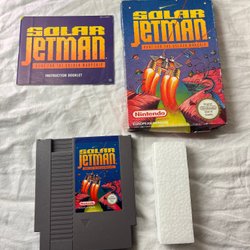 SOLAR
JETMAN
HUNT FOR THE GOLDEN WARPSHIP
INSTRUCTION BOOKLET
SOLAR
JETMAN
HUNT FOR THE GOLDEN WARPSHIP
Nintendo
SOLAR
JETMAN
Nintendo